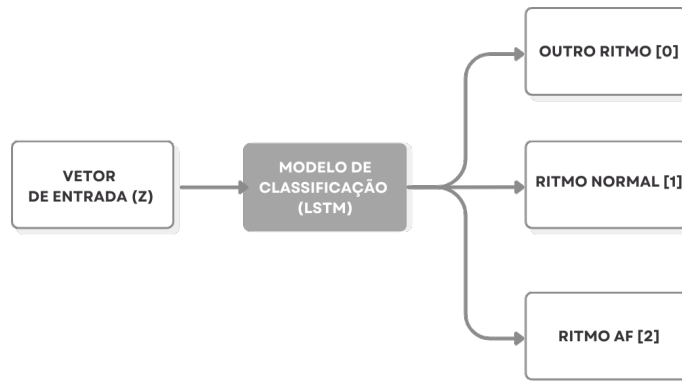 VETOR
DE ENTRADA (Z)
MODELO DE
CLASSIFICAÇÃO
(LSTM)
OUTRO RITMO [0]
RITMO NORMAL [1]
RITMO AF [2]